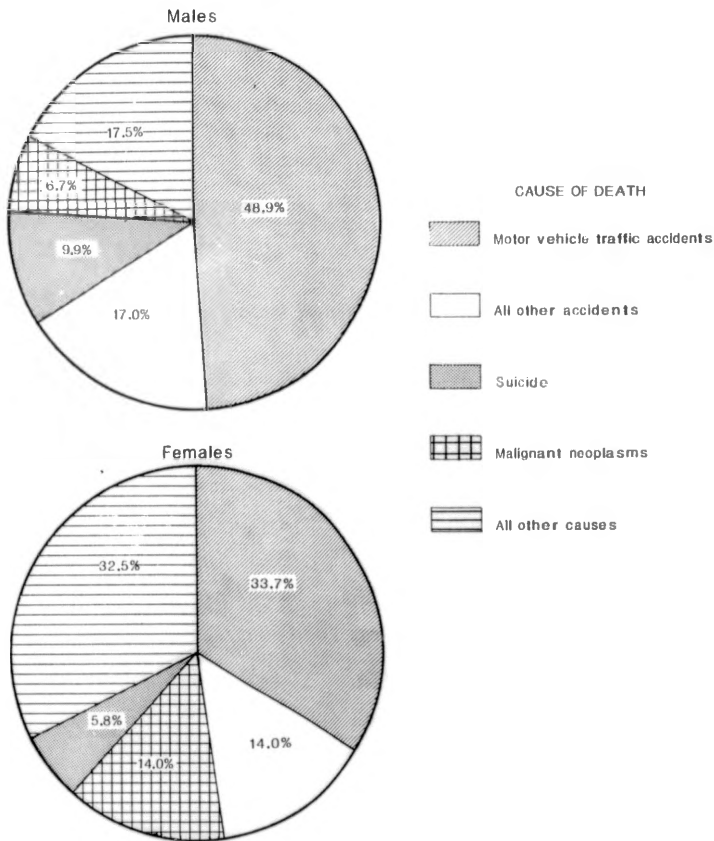 Males
17.5%
6.7%
48.9%
9.9%
17.0%
CAUSE OF DEATH
Motor vehicle traffic accidents
All other accidents
Suicide
Malignant neoplasms
All other causes
Females
32.5%
33.7%
5.8%
14.0%
14.0%